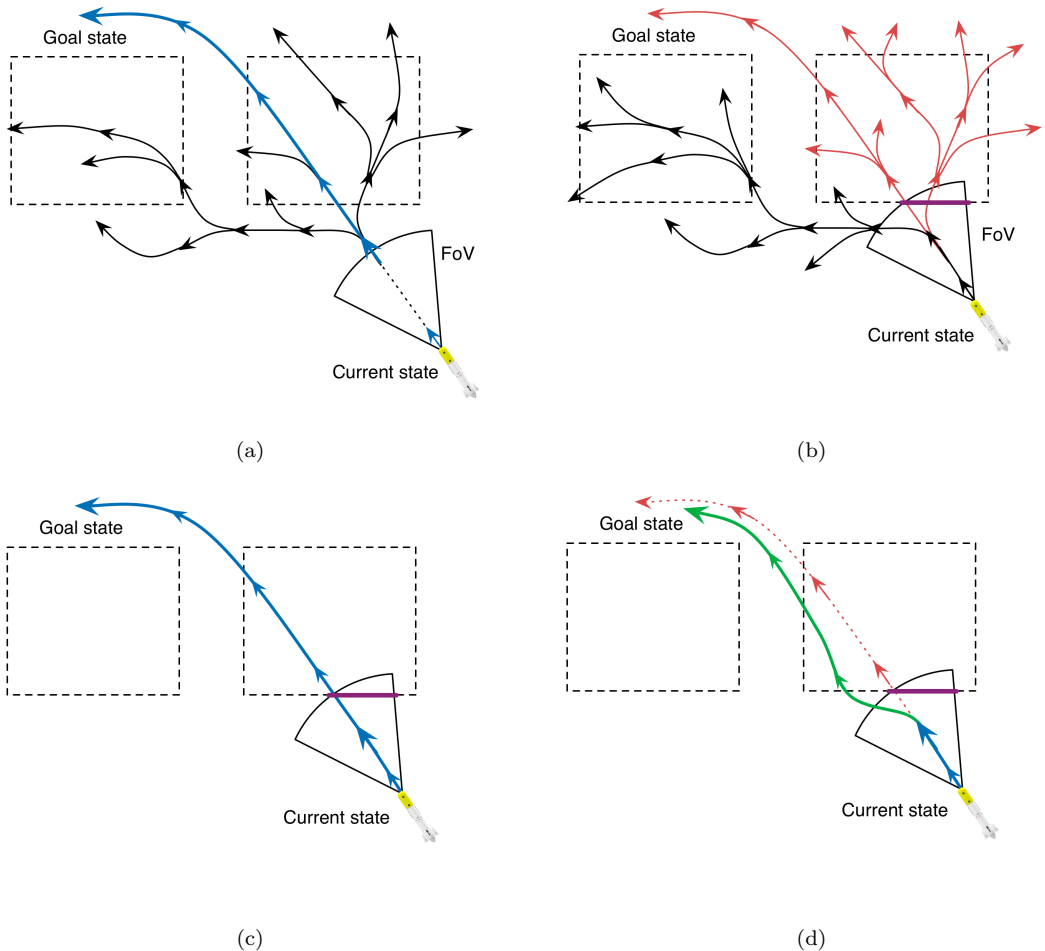 Goal state
FoV
Current state
(a)
Goal state
FoV
Current state
(b)
Goal state
Current state
(c)
Goal state
Current state
(d)